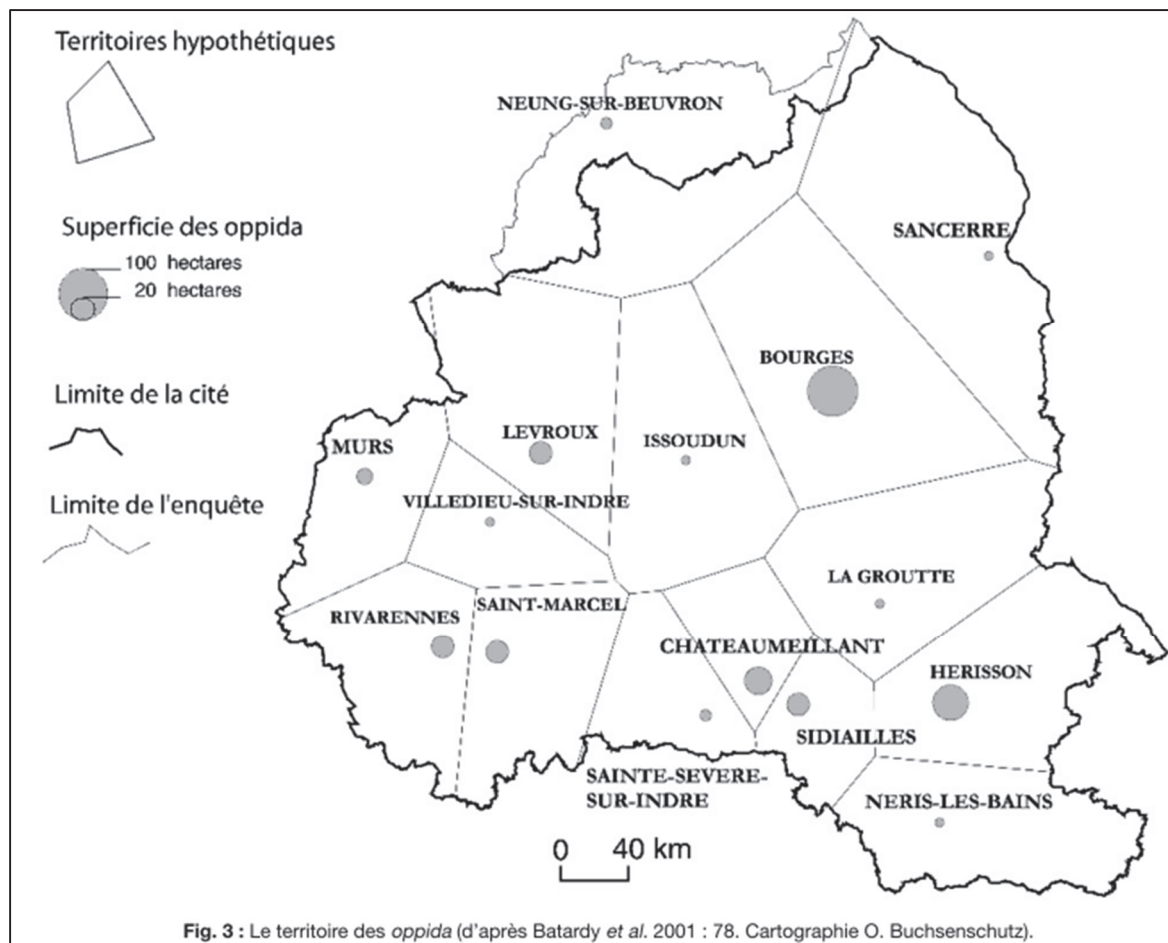 Territoires hypothétiques
Superficie des oppida
100 hectares
20 hectares
Limite de la cité
Limite de l'enquête
NEUNG-SUR-BEUVRON
SANCERRE
BOURGES
LEVROUX
ISSOUDUN
MURS
VILLEDIEU-SUR-INDRE
LA GROUTTE
RIVARENNES
SAINT-MARCEL
CHATEAUMEILLANT
HERISSON
SIDIAILLES
SAINTE-SEVERE-
SUR-INDRE
NERIS-LES-BAINS
0 40 km
Fig. 3 : Le territoire des oppida (d'après Batardy et al. 2001 : 78. Cartographie O. Buchsenschutz).